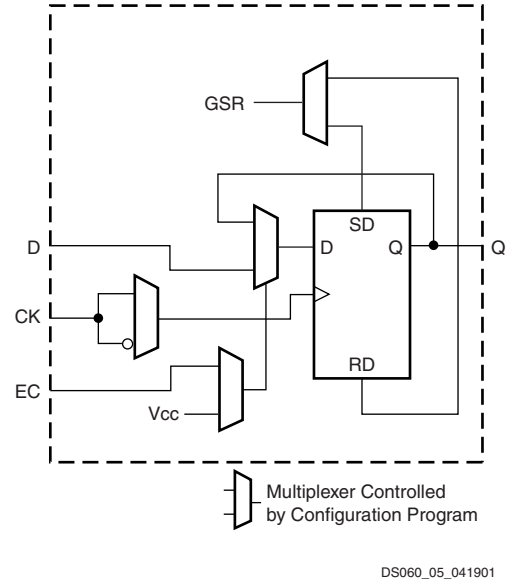 GSR
SD
D
D
Q
Q
CK
EC
RD
Vcc
Multiplexer Controlled
by Configuration Program
DS060_05_041901